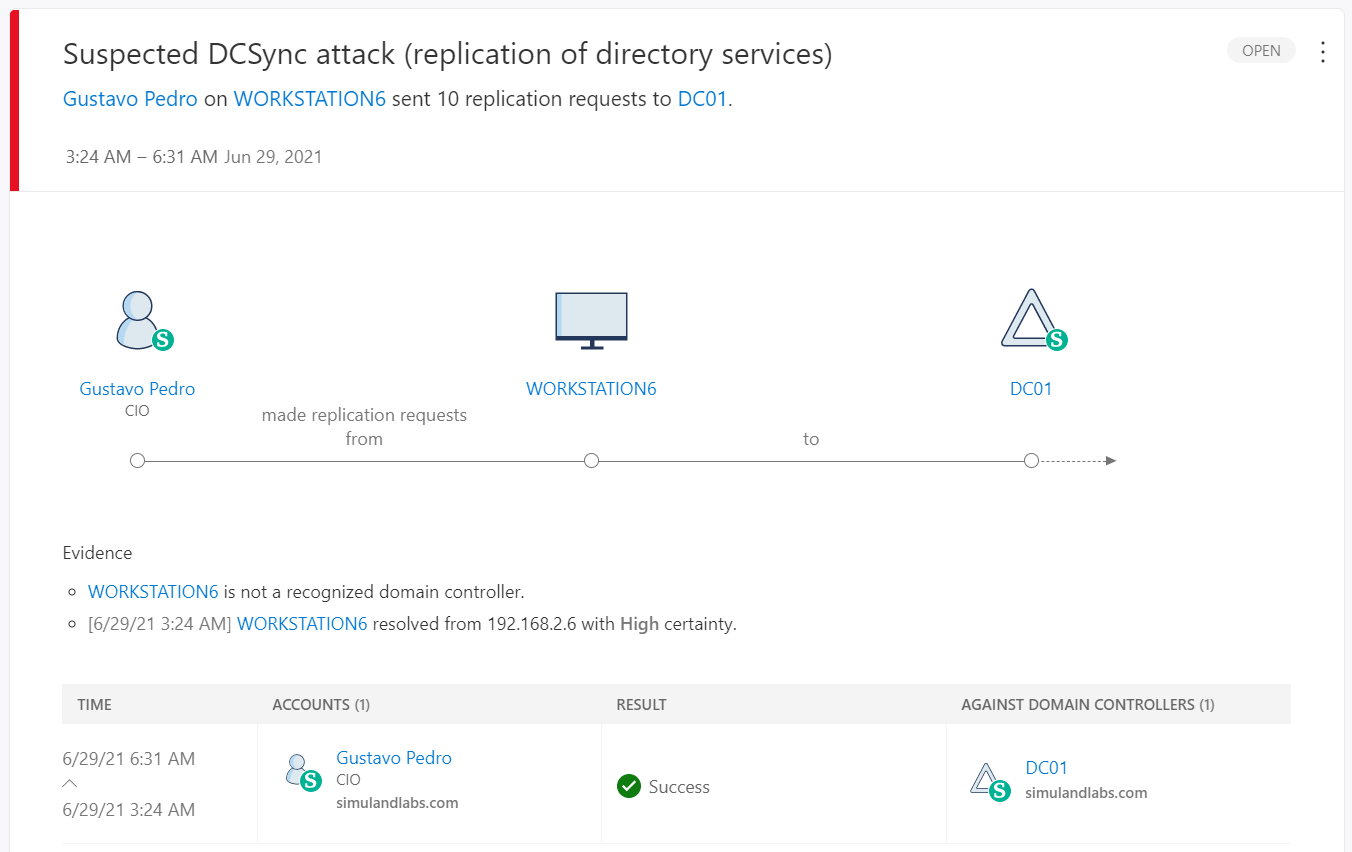 Suspected DCSync attack (replication of directory services)
OPEN
Gustavo Pedro on WORKSTATION6 sent 10 replication requests to DC01.
3:24 AM – 6:31 AM Jun 29, 2021
S
S
Gustavo Pedro
WORKSTATION6
DC01
CIO
made replication requests
from
to
Evidence
WORKSTATION6 is not a recognized domain controller.
[6/29/21 3:24 AM] WORKSTATION6 resolved from 192.168.2.6 with High certainty.
TIME
ACCOUNTS (1)
RESULT
AGAINST DOMAIN CONTROLLERS (1)
6/29/21 6:31 AM
6/29/21 3:24 AM
S
Gustavo Pedro
CIO
simulandlabs.com
Success
S
DC01
simulandlabs.com